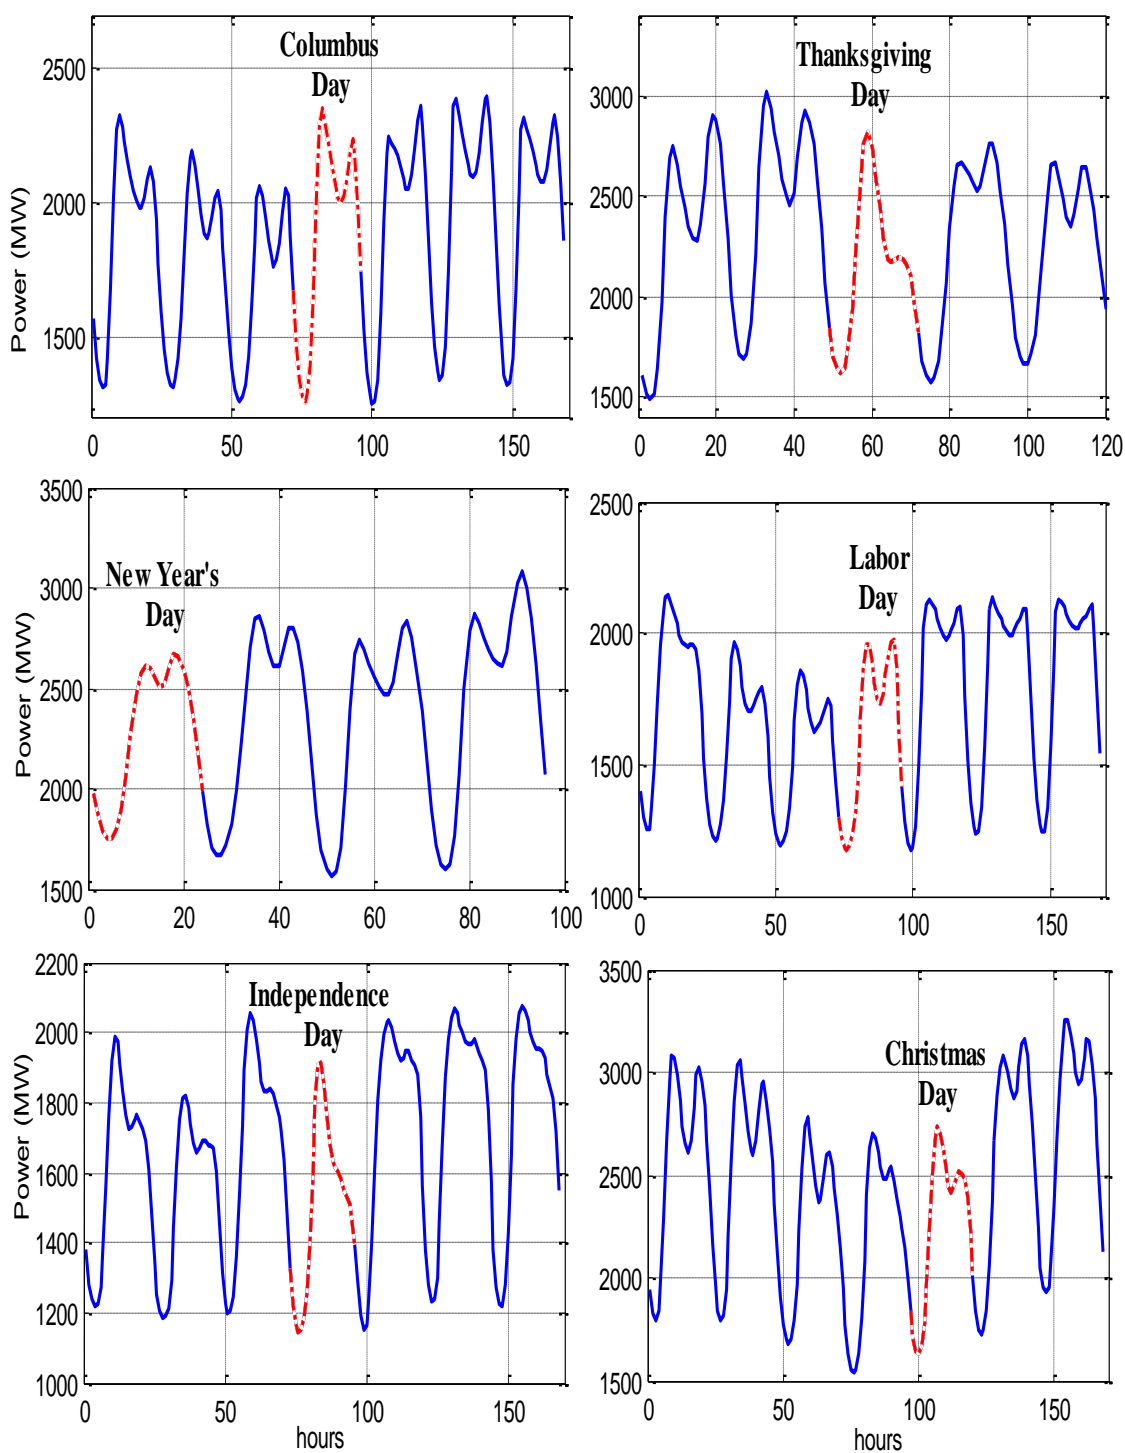 Columbus
Day
2500
2000
1500
Power (MW)
0 50 100 150
Thanksgiving
Day
3000
2500
2000
1500
0 20 40 60 80 100 120
New Year's
Day
3500
3000
2500
2000
1500
Power (MW)
0 20 40 60 80 100
Labor
Day
2500
2000
1500
1000
0 50 100 150
Independence
Day
2200
2000
1800
1600
1400
1200
1000
Power (MW)
0 50 100 150
hours
Christmas
Day
3500
3000
2500
2000
1500
0 50 100 150
hours